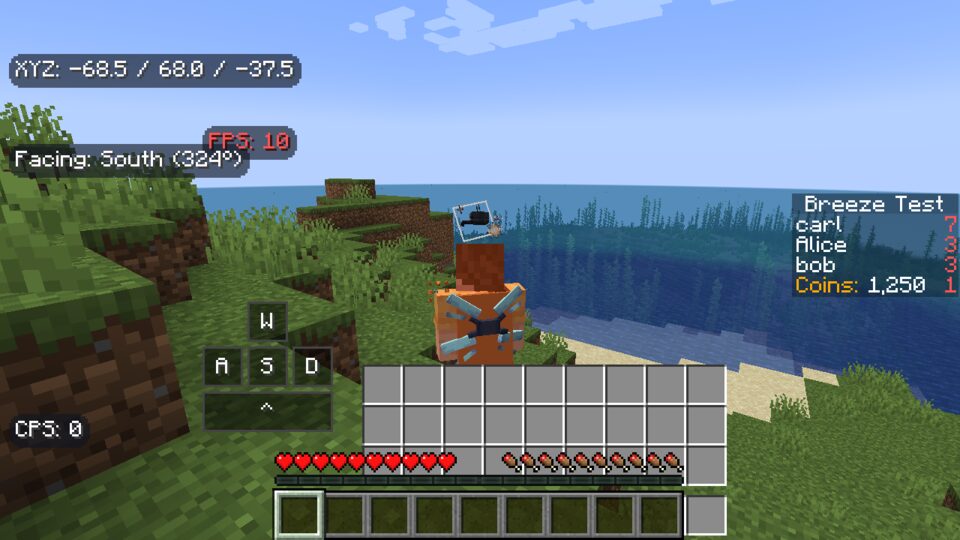 XYZ: -68.5 / 68.0 / -37.5
FPS: 10
Facing: South (324°)
Breeze Test
carl 7
Alice 3
bob 3
Coins: 1,250 1
W
A S D
^
CPS: 0